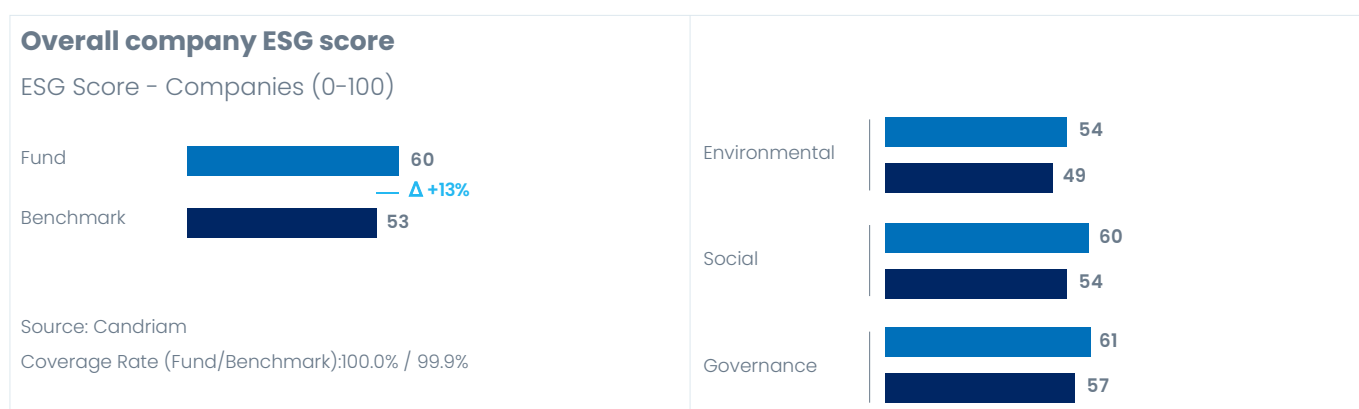 Overall company ESG score
ESG Score - Companies (0-100)
Fund
60
Δ +13%
Benchmark
53
Source: Candriam
Coverage Rate (Fund/Benchmark):100.0% / 99.9%
Environmental
54
49
Social
60
54
Governance
61
57